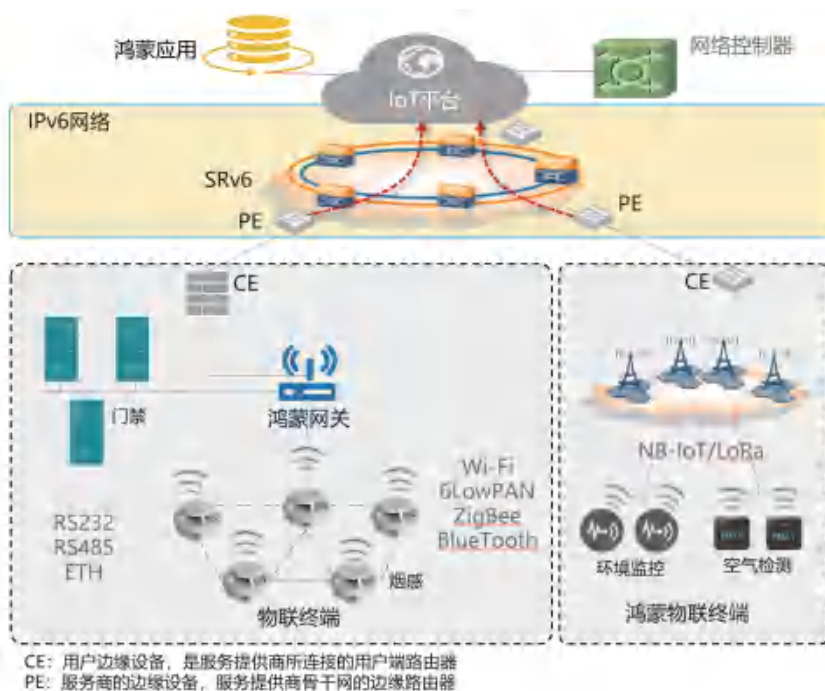 鸿蒙应用
IoT平台
网络控制器
IPv6网络
SRv6
PE
PE
CE
CE
门禁
鸿蒙网关
RS232
RS485
ETH
Wi-Fi
6LowPAN
ZigBee
BlueTooth
烟感
物联终端
NB-IoT/LoRa
环境监控
空气检测
鸿蒙物联终端
CE：用户边缘设备，是服务提供商所连接的用户端路由器
PE：服务商的边缘设备，服务提供商骨干网的边缘路由器